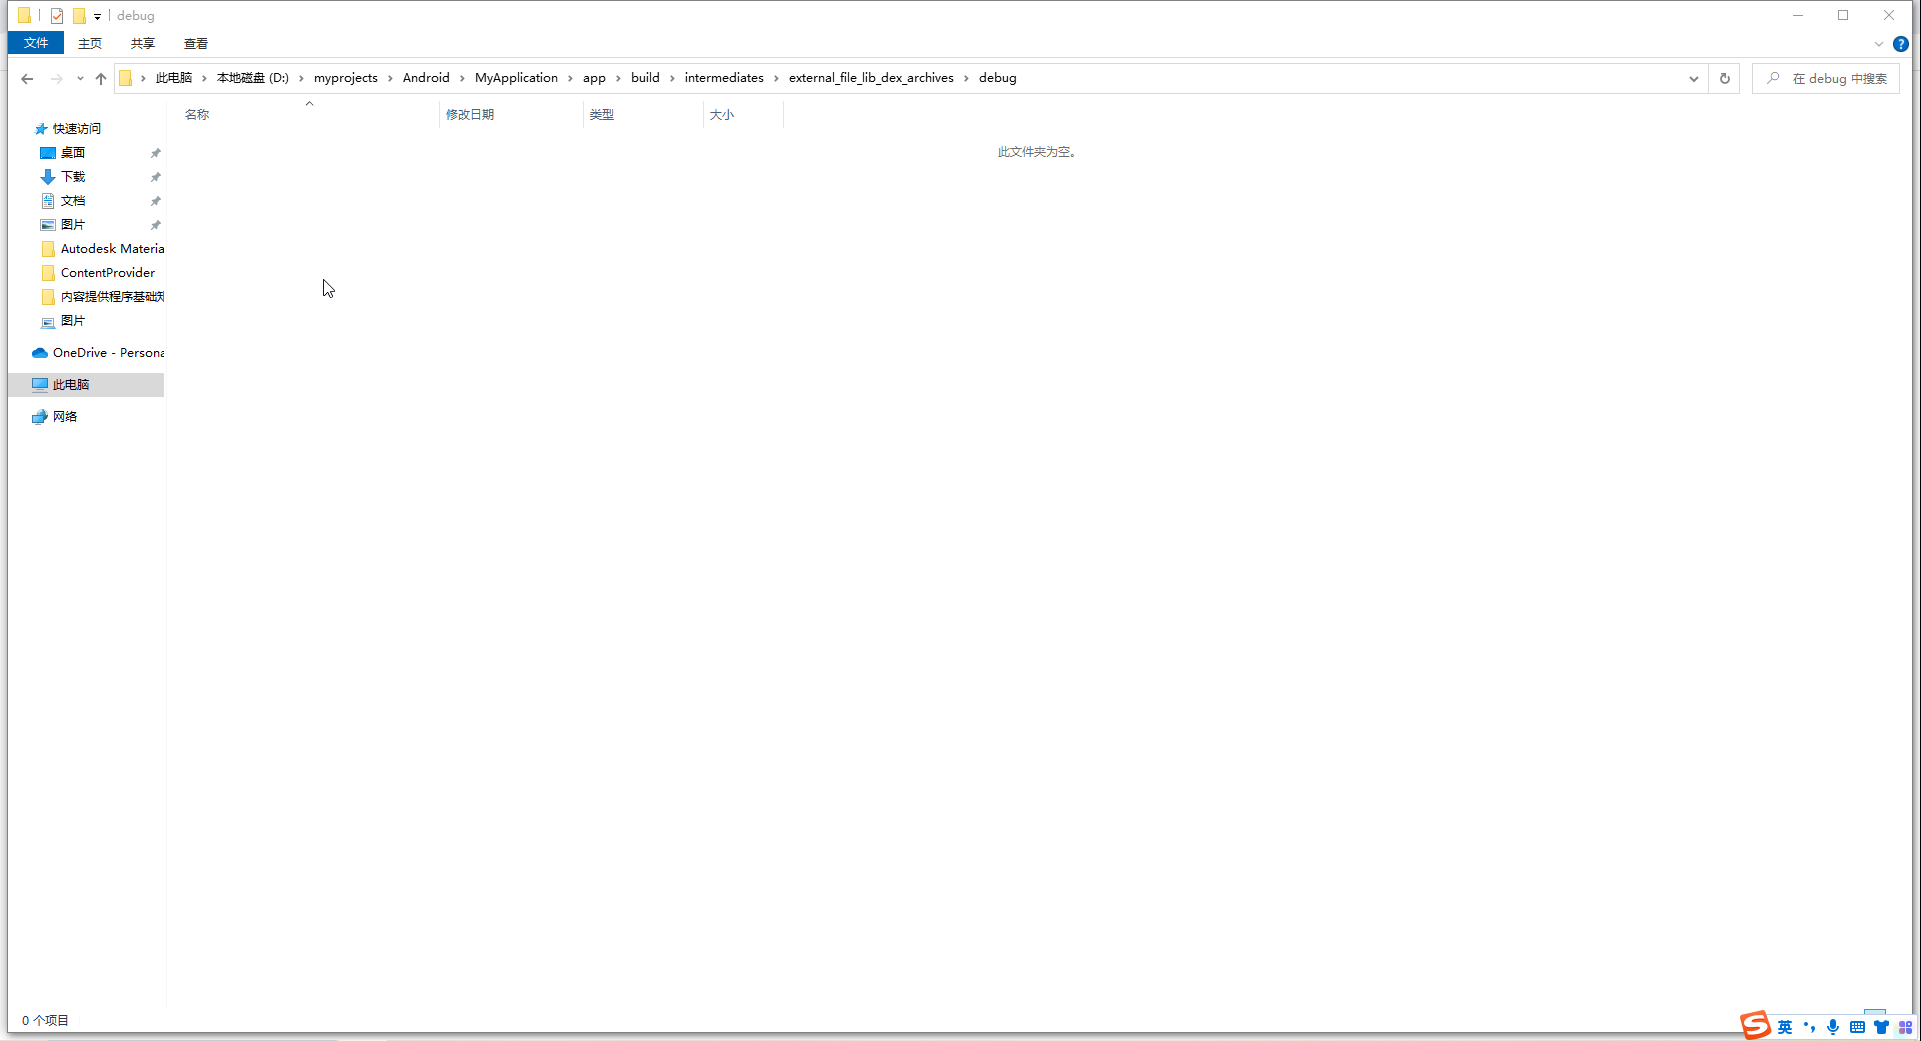 debug
文件 主页 共享 查看
此电脑 本地磁盘 (D:) myprojects Android MyApplication app build intermediates external_file_lib_dex_archives debug
在 debug 中搜索
名称 修改日期 类型 大小
此文件夹为空。
快速访问
桌面
下载
文档
图片
Autodesk Materia
ContentProvider
内容提供程序基础知
图片
OneDrive - Persona
此电脑
网络
0 个项目
英